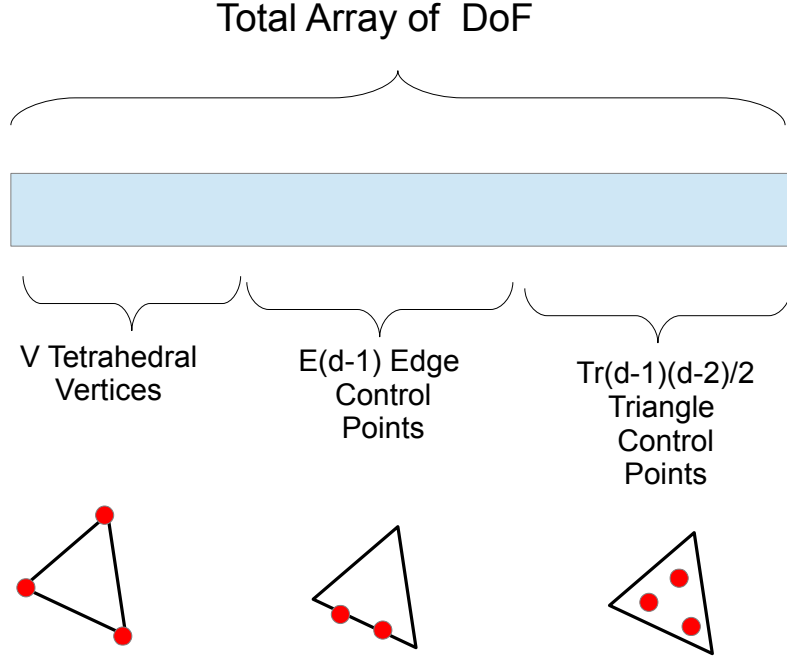 Total Array of DoF
V Tetrahedral
Vertices
E(d-1) Edge
Control
Points
Tr(d-1)(d-2)/2
Triangle
Control
Points